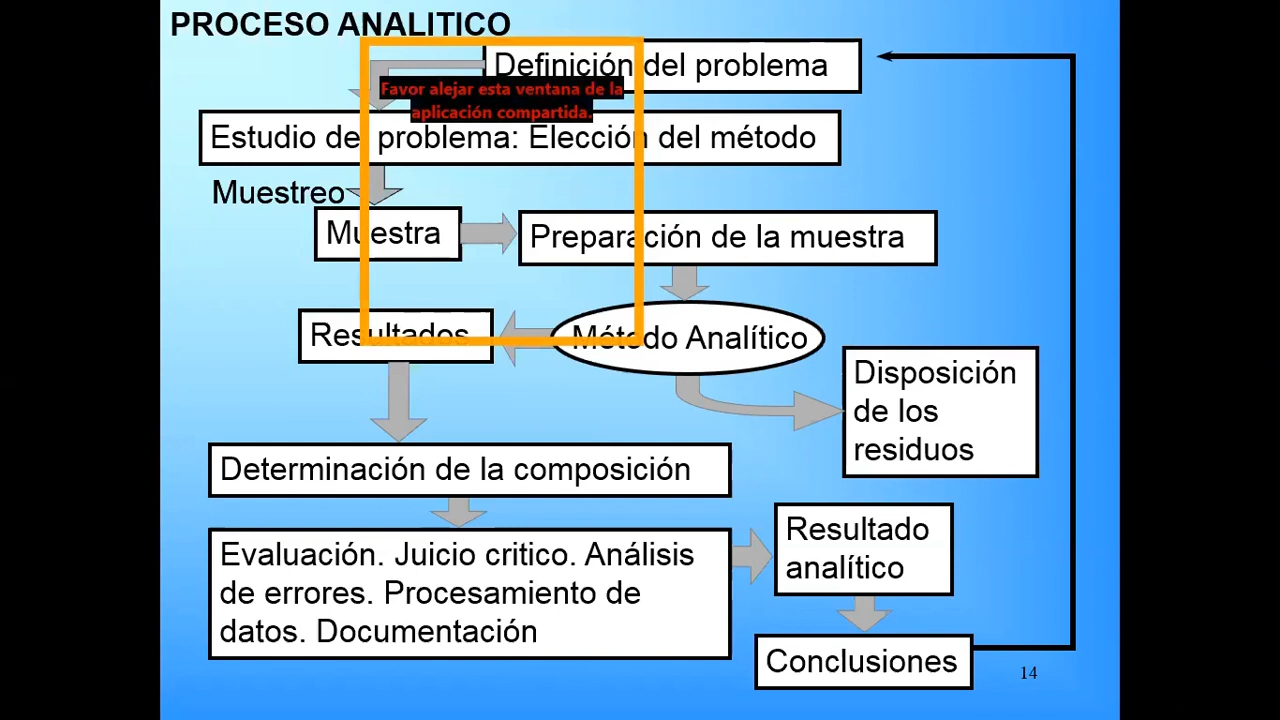 PROCESO ANALITICO
Definición del problema
Favor alejar esta ventana de la
aplicación compartida.
Estudio del problema: Elección del método
Muestreo
Muestra
Preparación de la muestra
Resultados
Método Analítico
Disposición
de los
residuos
Determinación de la composición
Evaluación. Juicio critico. Análisis
de errores. Procesamiento de
datos. Documentación
Resultado
analítico
Conclusiones
14